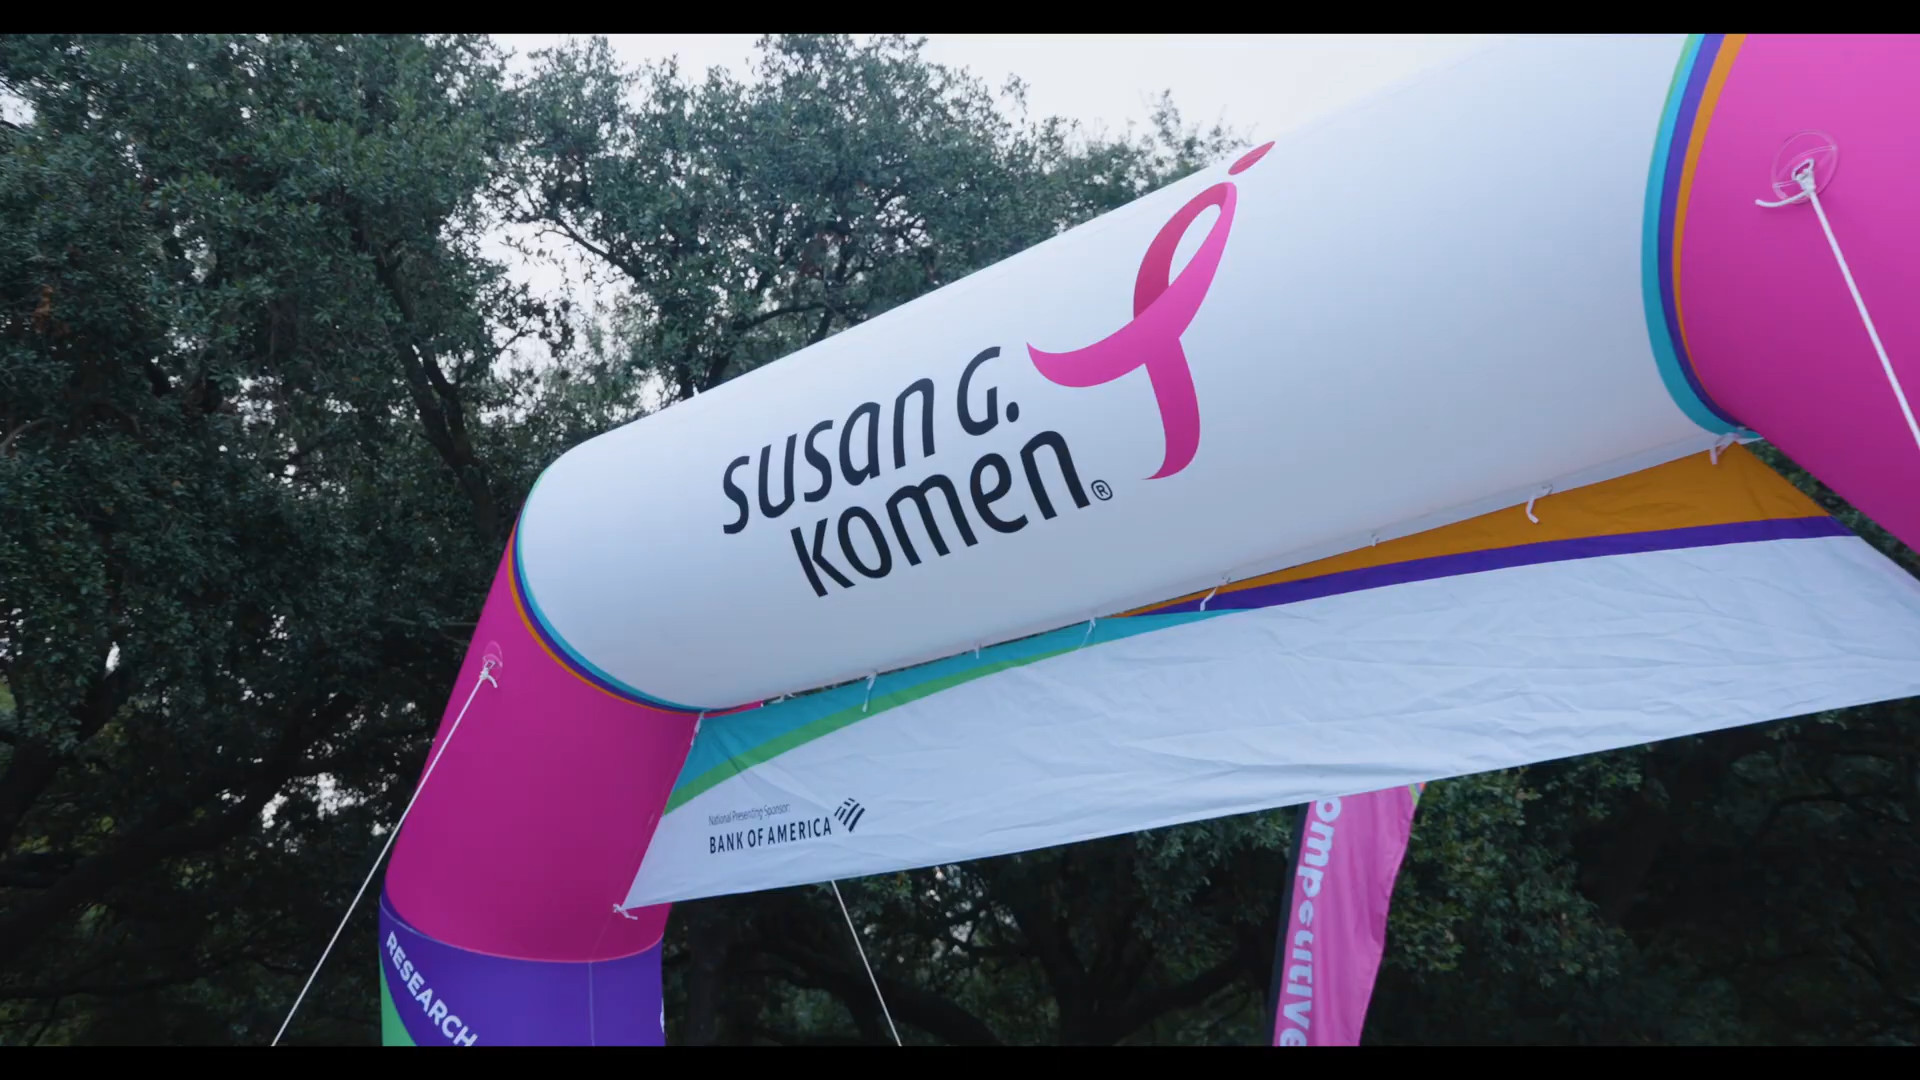 susan G.
komen®
National Presenting Sponsor:
BANK OF AMERICA
RESEARCH
ompetitive